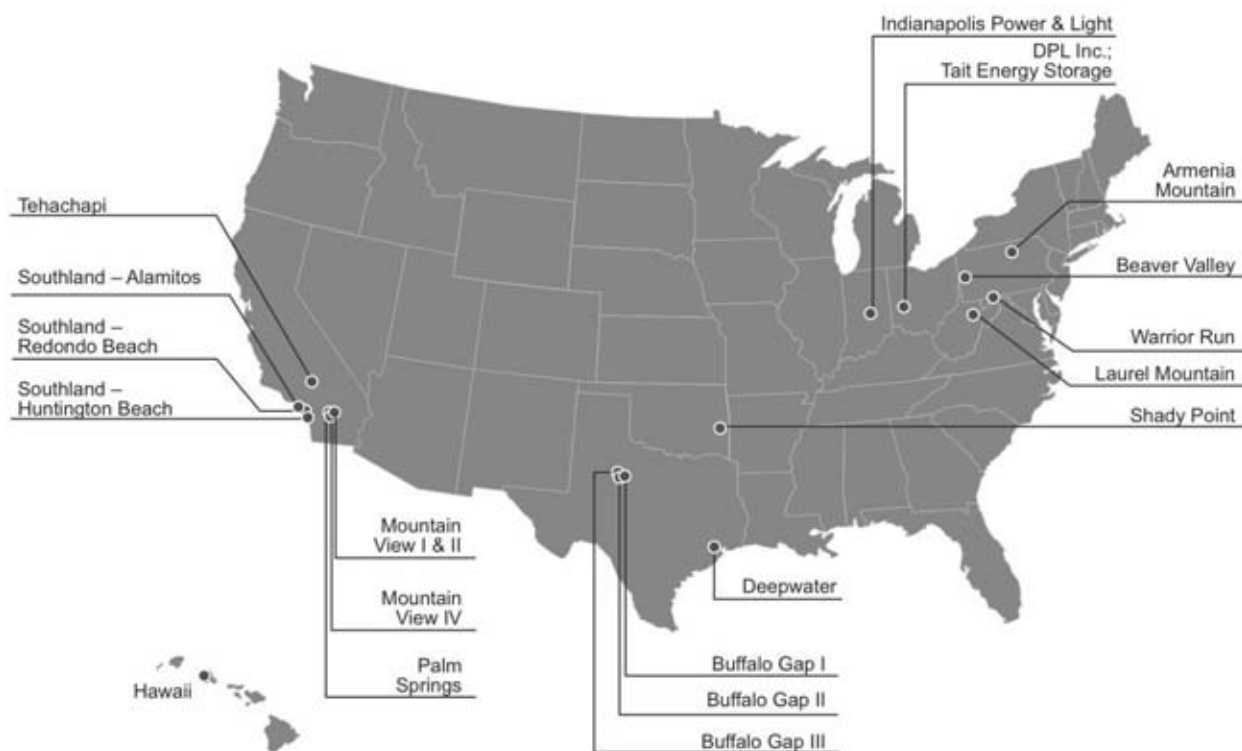 Indianapolis Power & Light
DPL Inc.;
Tait Energy Storage
Armenia
Mountain
Tehachapi
Beaver Valley
Southland – Alamitos
Southland –
Redondo Beach
Warrior Run
Laurel Mountain
Southland –
Huntington Beach
Shady Point
Mountain
View I & II
Deepwater
Mountain
View IV
Palm
Springs
Buffalo Gap I
Hawaii
Buffalo Gap II
Buffalo Gap III